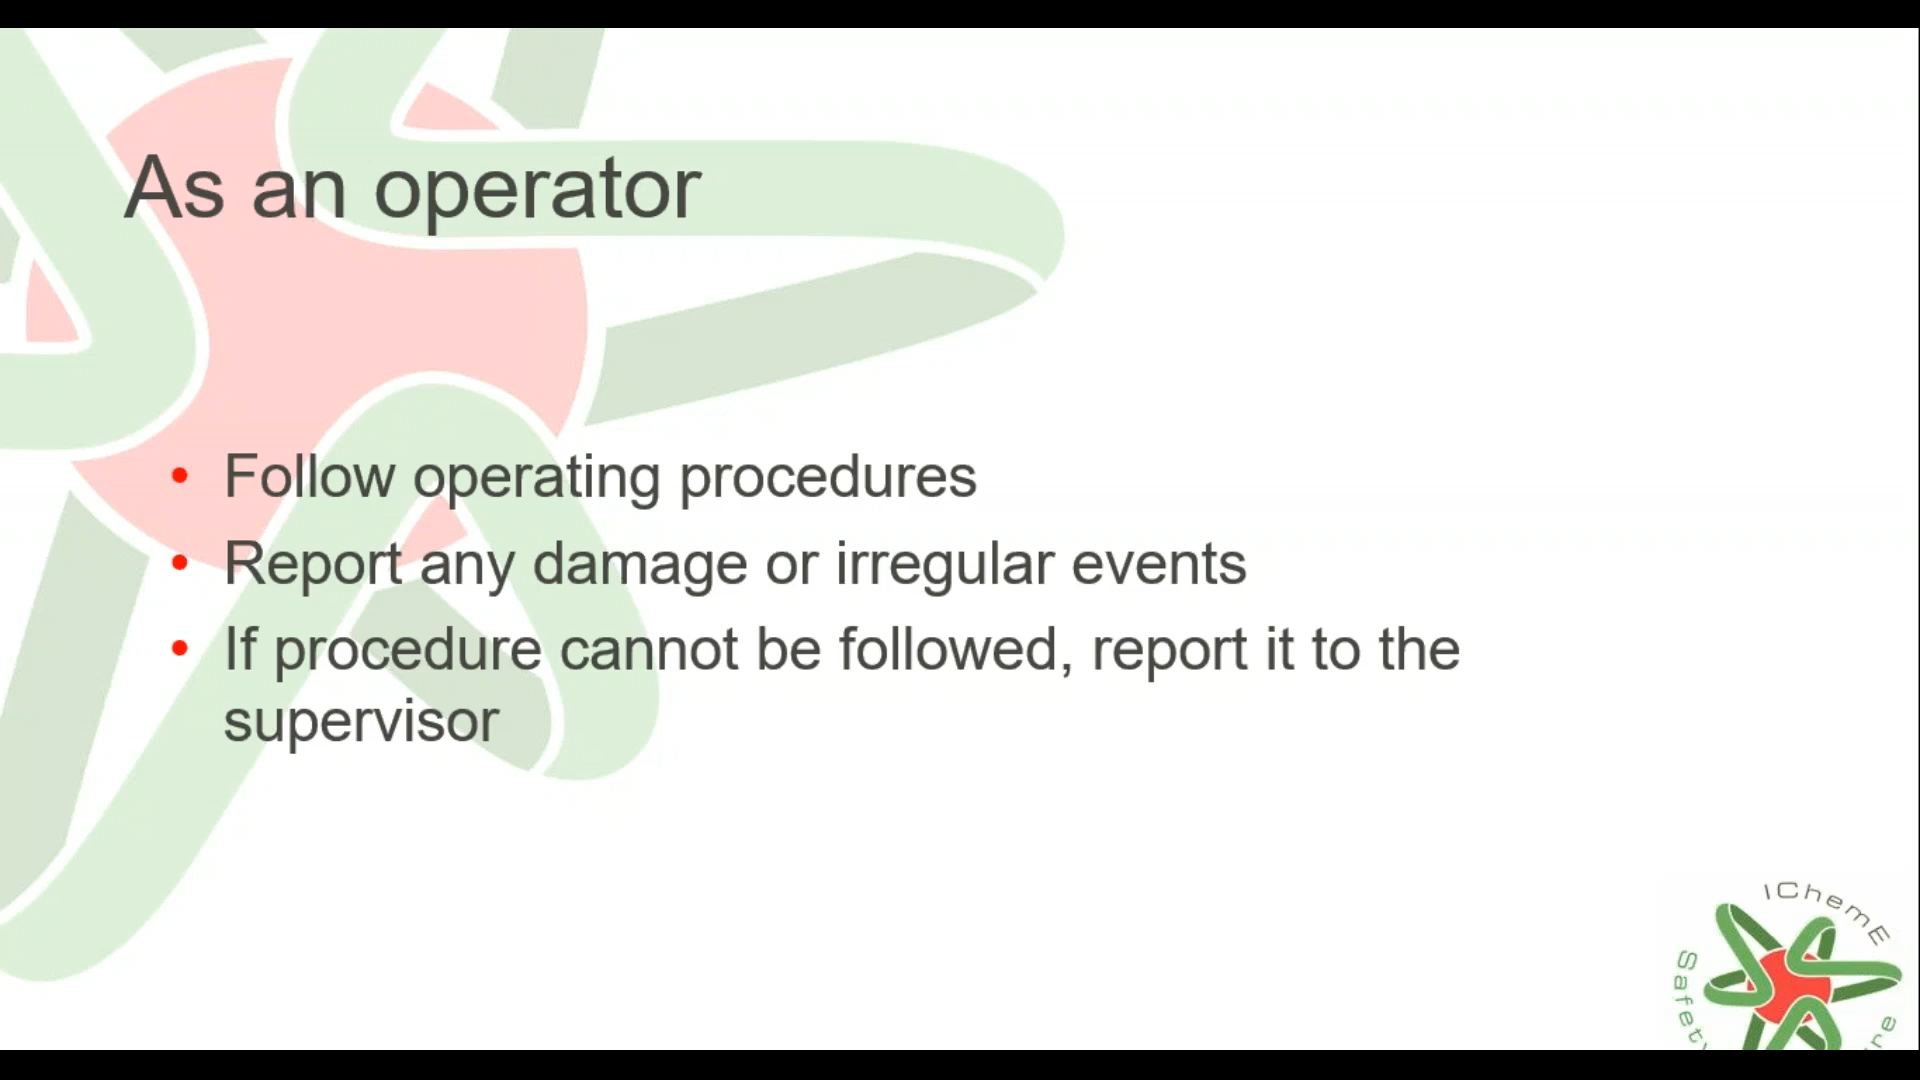 As an operator
• Follow operating procedures
• Report any damage or irregular events
• If procedure cannot be followed, report it to the
supervisor
IChemE
Safety